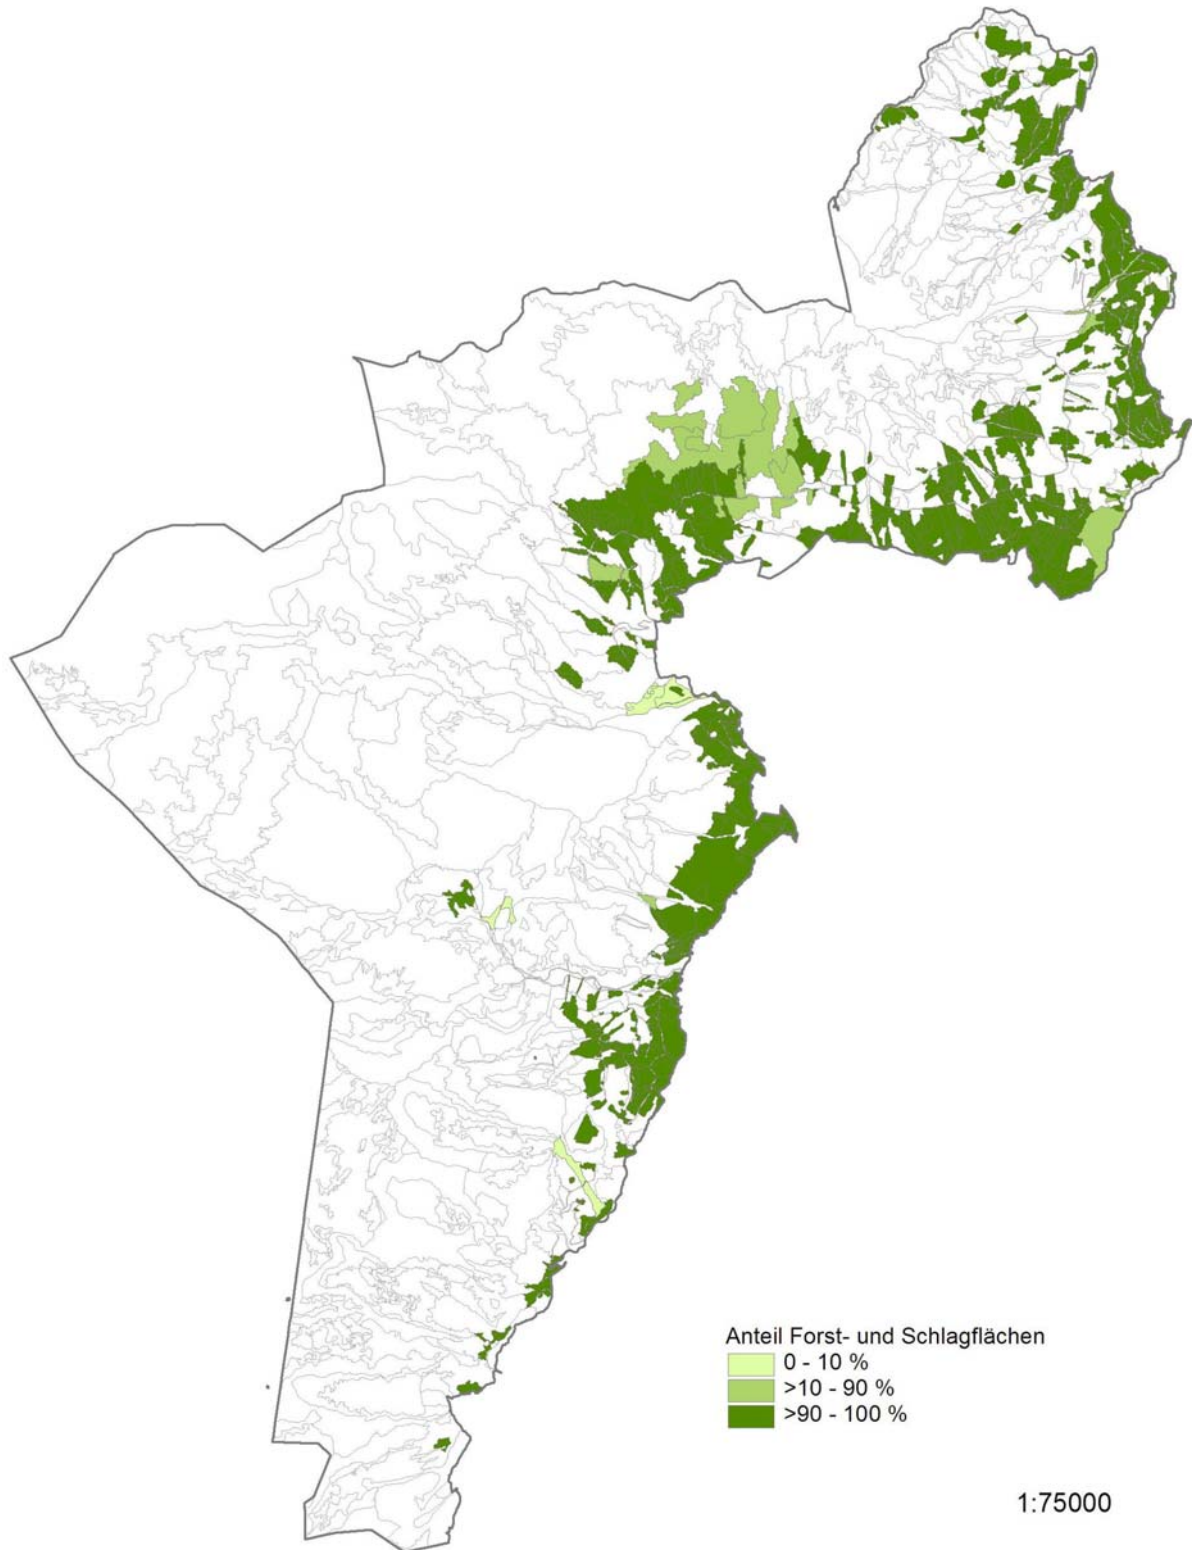 Anteil Forst- und Schlagflächen
0 - 10 %
>10 - 90 %
>90 - 100 %
1:75000